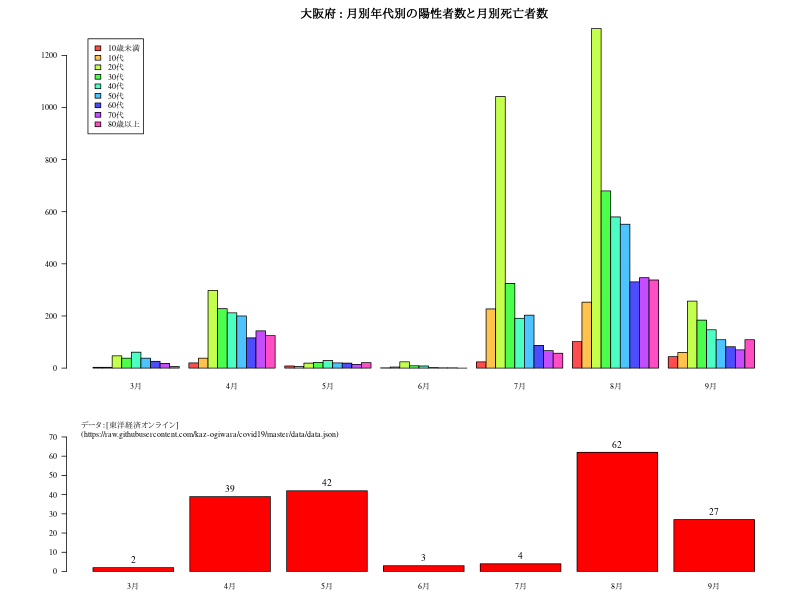 大阪府 : 月別年代別の陽性者数と月別死亡者数
1200
1000
800
600
400
200
0
10歳未満
10代
20代
30代
40代
50代
60代
70代
80歳以上
3月 4月 5月 6月 7月 8月 9月
データ : [東洋経済オンライン]
(https://raw.githubusercontent.com/kaz-ogiwara/covid19/master/data/data.json)
70
60
50
40
30
20
10
0
2 39 42 3 4 62 27
3月 4月 5月 6月 7月 8月 9月